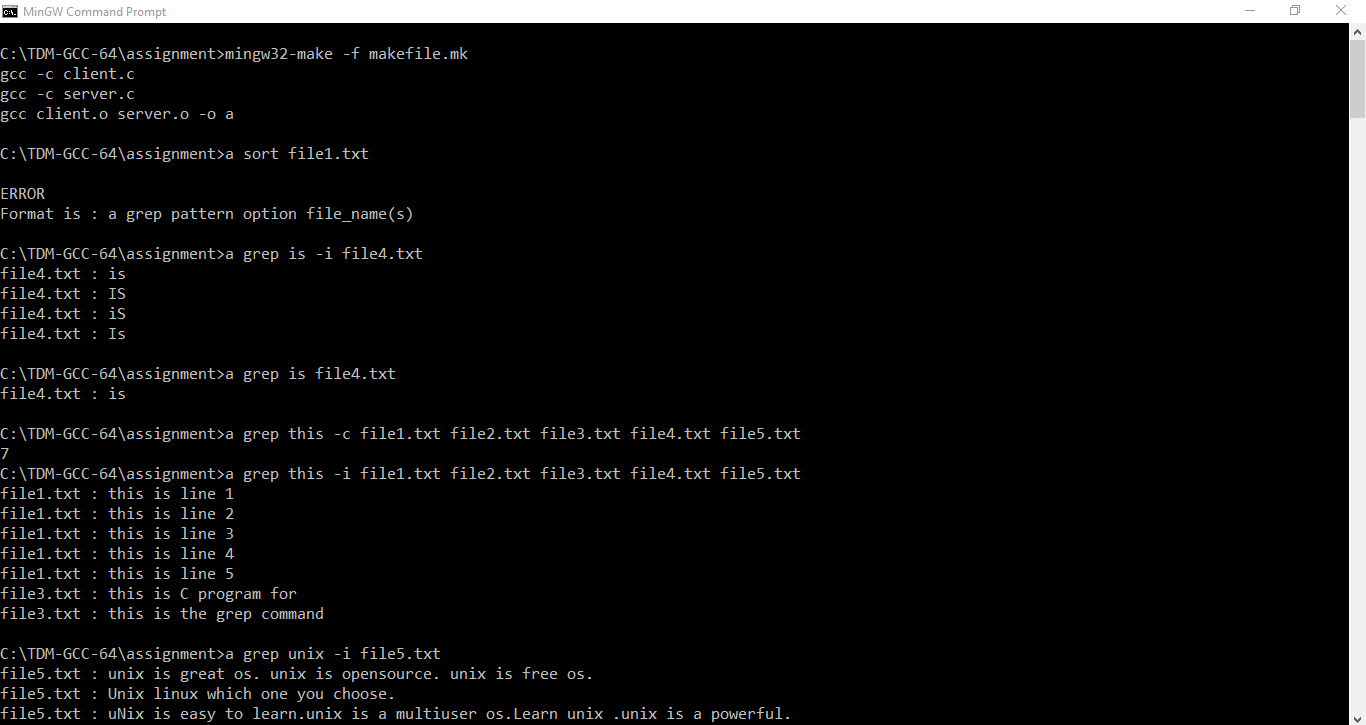 MinGW Command Prompt
C:\TDM-GCC-64\assignment>mingw32-make -f makefile.mk
gcc -c client.c
gcc -c server.c
gcc client.o server.o -o a
C:\TDM-GCC-64\assignment>a sort file1.txt
ERROR
Format is : a grep pattern option file_name(s)
C:\TDM-GCC-64\assignment>a grep is -i file4.txt
file4.txt : is
file4.txt : IS
file4.txt : iS
file4.txt : Is
C:\TDM-GCC-64\assignment>a grep is file4.txt
file4.txt : is
C:\TDM-GCC-64\assignment>a grep this -c file1.txt file2.txt file3.txt file4.txt file5.txt
7
C:\TDM-GCC-64\assignment>a grep this -i file1.txt file2.txt file3.txt file4.txt file5.txt
file1.txt : this is line 1
file1.txt : this is line 2
file1.txt : this is line 3
file1.txt : this is line 4
file1.txt : this is line 5
file3.txt : this is C program for
file3.txt : this is the grep command
C:\TDM-GCC-64\assignment>a grep unix -i file5.txt
file5.txt : unix is great os. unix is opensource. unix is free os.
file5.txt : Unix linux which one you choose.
file5.txt : uNix is easy to learn.unix is a multiuser os.Learn unix .unix is a powerful.